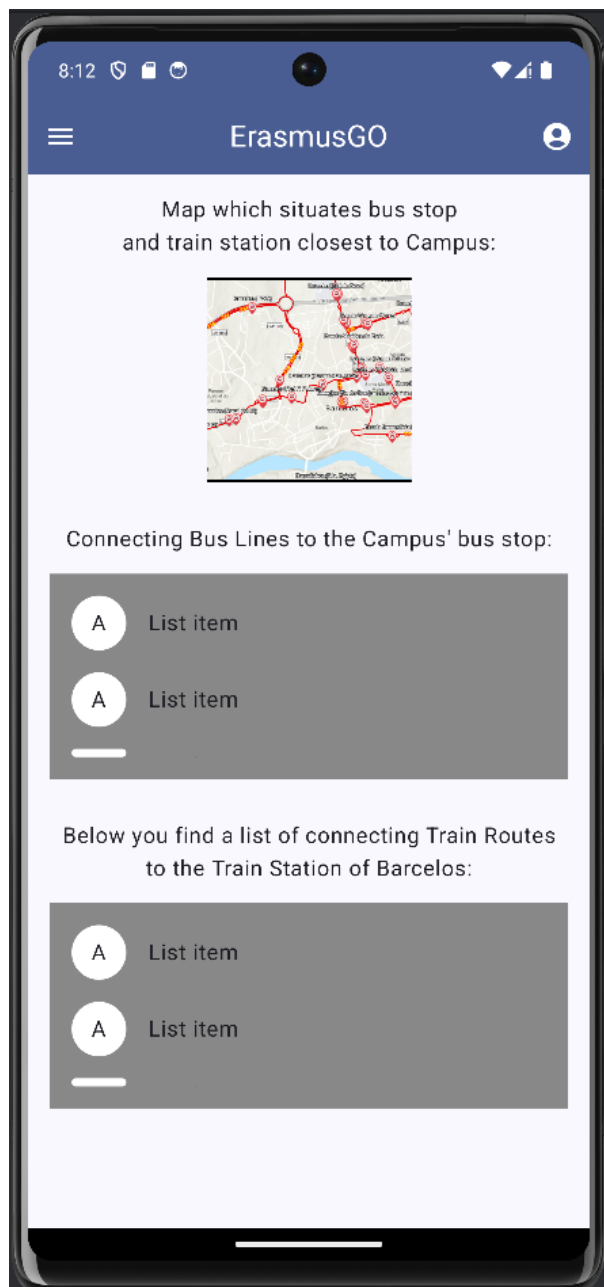 8:12
ErasmusGO
Map which situates bus stop
and train station closest to Campus:
Connecting Bus Lines to the Campus' bus stop:
A List item
A List item
Below you find a list of connecting Train Routes
to the Train Station of Barcelos:
A List item
A List item